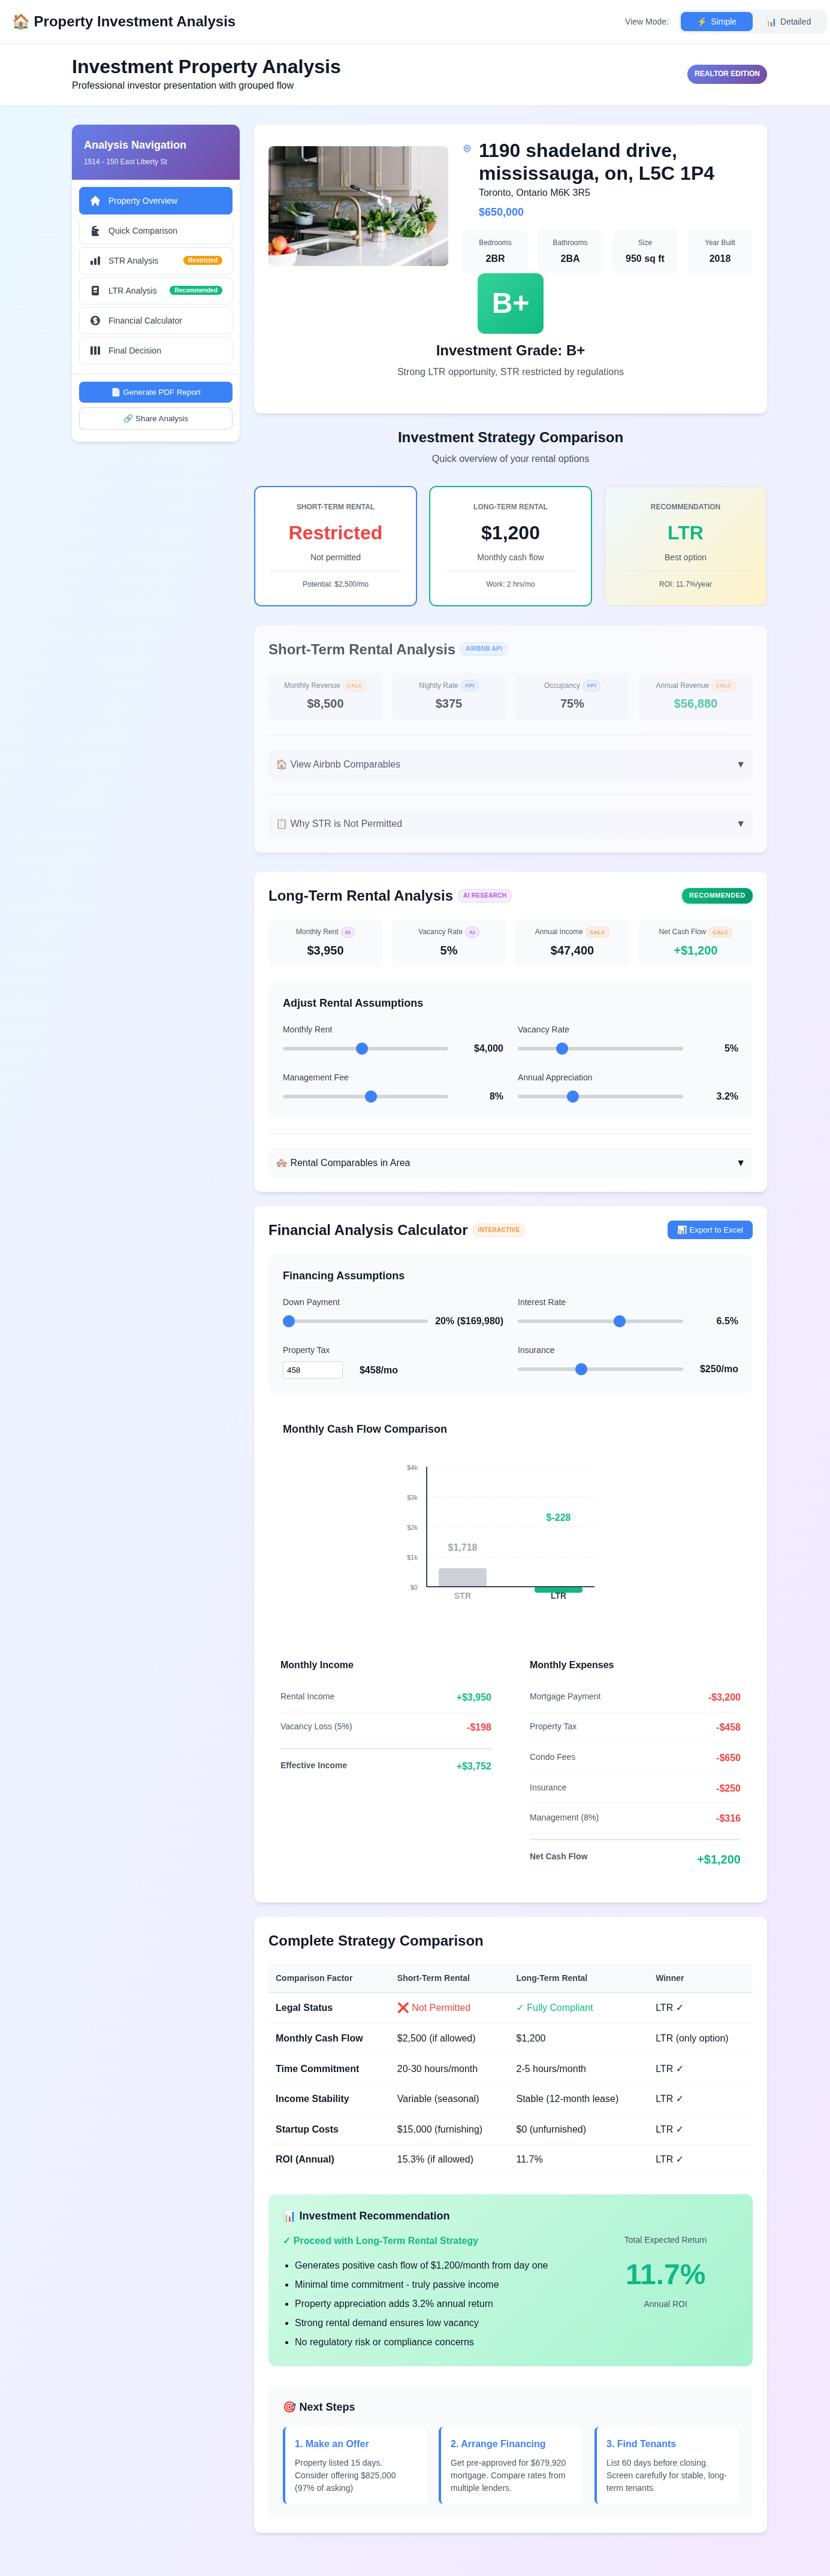 🏠 Property Investment Analysis
View Mode:
⚡ Simple
📊 Detailed
Investment Property Analysis
Professional investor presentation with grouped flow
REALTOR EDITION
Analysis Navigation
1514 - 150 East Liberty St
Property Overview
Quick Comparison
STR Analysis Restricted
LTR Analysis Recommended
Financial Calculator
Final Decision
📄 Generate PDF Report
🔗 Share Analysis
1190 shadeland drive,
mississauga, on, L5C 1P4
Toronto, Ontario M6K 3R5
$650,000
Bedrooms
2BR
Bathrooms
2BA
Size
950 sq ft
Year Built
2018
B+
Investment Grade: B+
Strong LTR opportunity, STR restricted by regulations
Investment Strategy Comparison
Quick overview of your rental options
SHORT-TERM RENTAL
Restricted
Not permitted
Potential: $2,500/mo
LONG-TERM RENTAL
$1,200
Monthly cash flow
Work: 2 hrs/mo
RECOMMENDATION
LTR
Best option
ROI: 11.7%/year
Short-Term Rental Analysis AIRBNB API
Monthly Revenue CALC
$8,500
Nightly Rate API
$375
Occupancy API
75%
Annual Revenue CALC
$56,880
🏠 View Airbnb Comparables ▼
📋 Why STR is Not Permitted ▼
Long-Term Rental Analysis AI RESEARCH
RECOMMENDED
Monthly Rent AI
$3,950
Vacancy Rate AI
5%
Annual Income CALC
$47,400
Net Cash Flow CALC
+$1,200
Adjust Rental Assumptions
Monthly Rent
$4,000
Vacancy Rate
5%
Management Fee
8%
Annual Appreciation
3.2%
🏘️ Rental Comparables in Area ▼
Financial Analysis Calculator INTERACTIVE
📊 Export to Excel
Financing Assumptions
Down Payment
20% ($169,980)
Interest Rate
6.5%
Property Tax
458 $458/mo
Insurance
$250/mo
Monthly Cash Flow Comparison
$4k
$3k
$2k
$1k
$0
$1,718
$-228
STR
LTR
Monthly Income
Rental Income +$3,950
Vacancy Loss (5%) -$198
Effective Income +$3,752
Monthly Expenses
Mortgage Payment -$3,200
Property Tax -$458
Condo Fees -$650
Insurance -$250
Management (8%) -$316
Net Cash Flow +$1,200
Complete Strategy Comparison
Comparison Factor Short-Term Rental Long-Term Rental Winner
Legal Status ❌ Not Permitted ✓ Fully Compliant LTR ✓
Monthly Cash Flow $2,500 (if allowed) $1,200 LTR (only option)
Time Commitment 20-30 hours/month 2-5 hours/month LTR ✓
Income Stability Variable (seasonal) Stable (12-month lease) LTR ✓
Startup Costs $15,000 (furnishing) $0 (unfurnished) LTR ✓
ROI (Annual) 15.3% (if allowed) 11.7% LTR ✓
📊 Investment Recommendation
✓ Proceed with Long-Term Rental Strategy
• Generates positive cash flow of $1,200/month from day one
• Minimal time commitment - truly passive income
• Property appreciation adds 3.2% annual return
• Strong rental demand ensures low vacancy
• No regulatory risk or compliance concerns
Total Expected Return
11.7%
Annual ROI
🎯 Next Steps
1. Make an Offer
Property listed 15 days.
Consider offering $825,000
(97% of asking)
2. Arrange Financing
Get pre-approved for $679,920
mortgage. Compare rates from
multiple lenders.
3. Find Tenants
List 60 days before closing.
Screen carefully for stable, long-
term tenants.